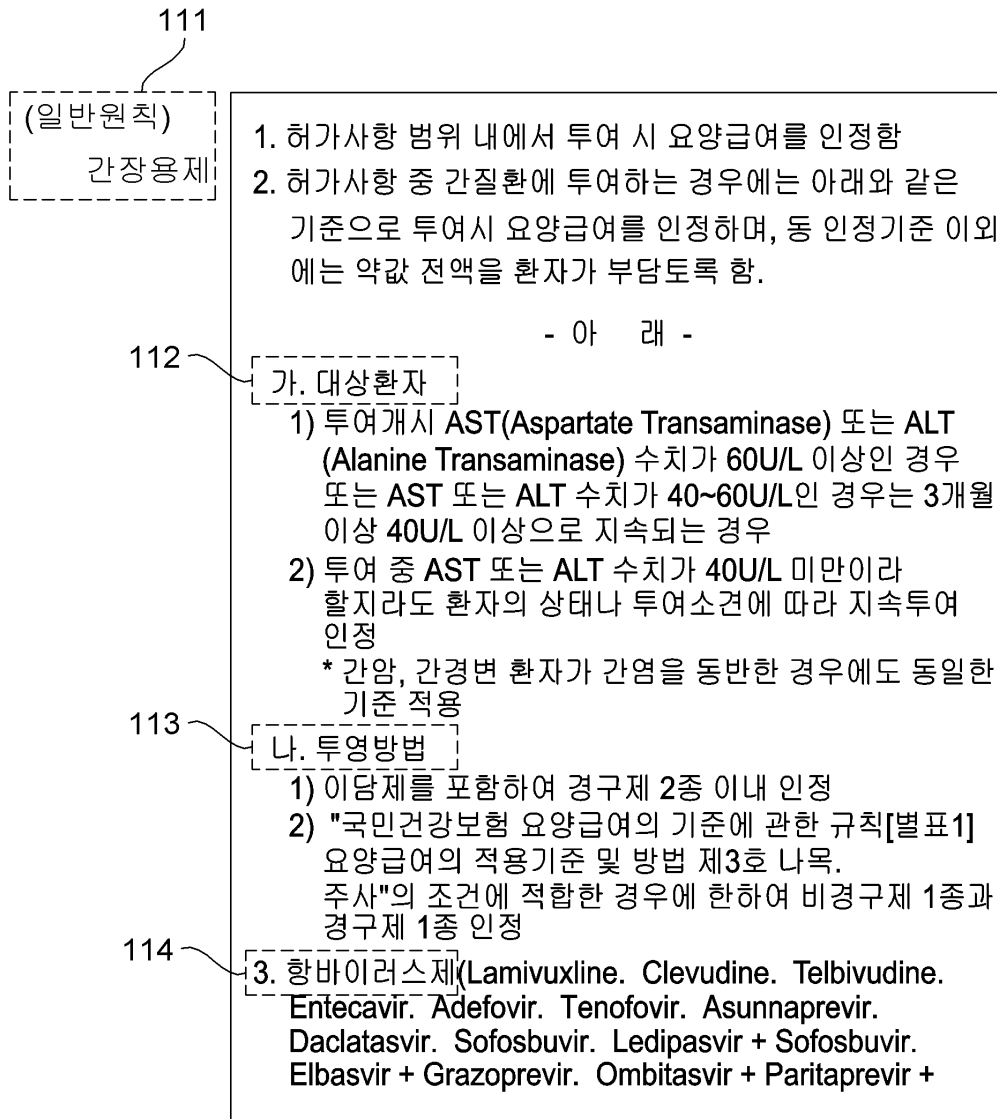 111
(일반원칙)
간장용제
1. 허가사항 범위 내에서 투여 시 요양급여를 인정함
2. 허가사항 중 간질환에 투여하는 경우에는 아래와 같은
기준으로 투여시 요양급여를 인정하며, 동 인정기준 이외
에는 약값 전액을 환자가 부담토록 함.
- 아 래 -
112
가. 대상환자
1) 투여개시 AST(Aspartate Transaminase) 또는 ALT
(Alanine Transaminase) 수치가 60U/L 이상인 경우
또는 AST 또는 ALT 수치가 40~60U/L인 경우는 3개월
이상 40U/L 이상으로 지속되는 경우
2) 투여 중 AST 또는 ALT 수치가 40U/L 미만이라
할지라도 환자의 상태나 투여소견에 따라 지속투여
인정
* 간암, 간경변 환자가 간염을 동반한 경우에도 동일한
기준 적용
113
나. 투영방법
1) 이담제를 포함하여 경구제 2종 이내 인정
2) "국민건강보험 요양급여의 기준에 관한 규칙[별표1]
요양급여의 적용기준 및 방법 제3호 나목.
주사"의 조건에 적합한 경우에 한하여 비경구제 1종과
경구제 1종 인정
114
3. 항바이러스제(Lamivuxline. Clevudine. Telbivudine.
Entecavir. Adefovir. Tenofovir. Asunnaprevir.
Daclatasvir. Sofosbuvir. Ledipasvir + Sofosbuvir.
Elbasvir + Grazoprevir. Ombitasvir + Paritaprevir +